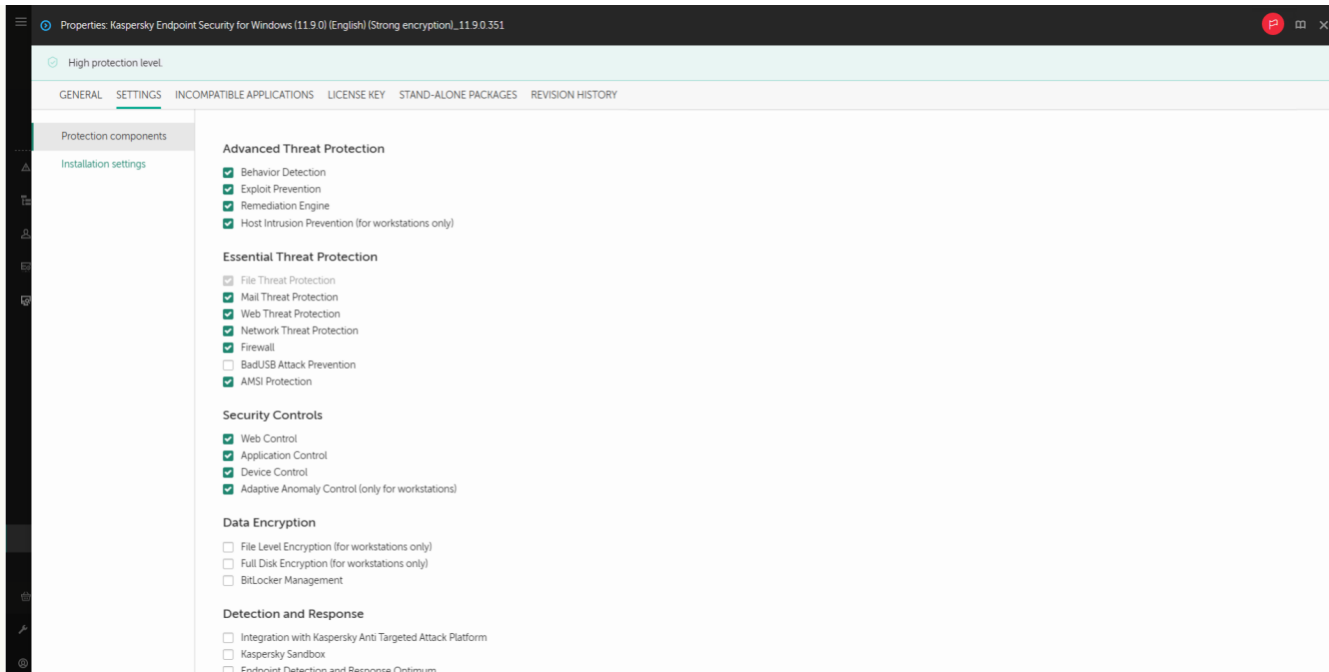 Properties: Kaspersky Endpoint Security for Windows (11.9.0) (English) (Strong encryption)_11.9.0.351
High protection level.
GENERAL SETTINGS INCOMPATIBLE APPLICATIONS LICENSE KEY STAND-ALONE PACKAGES REVISION HISTORY
Protection components
Installation settings
Advanced Threat Protection
Behavior Detection
Exploit Prevention
Remediation Engine
Host Intrusion Prevention (for workstations only)
Essential Threat Protection
File Threat Protection
Mail Threat Protection
Web Threat Protection
Network Threat Protection
Firewall
BadUSB Attack Prevention
AMSI Protection
Security Controls
Web Control
Application Control
Device Control
Adaptive Anomaly Control (only for workstations)
Data Encryption
File Level Encryption (for workstations only)
Full Disk Encryption (for workstations only)
BitLocker Management
Detection and Response
Integration with Kaspersky Anti Targeted Attack Platform
Kaspersky Sandbox
Endpoint Detection and Response Optimum